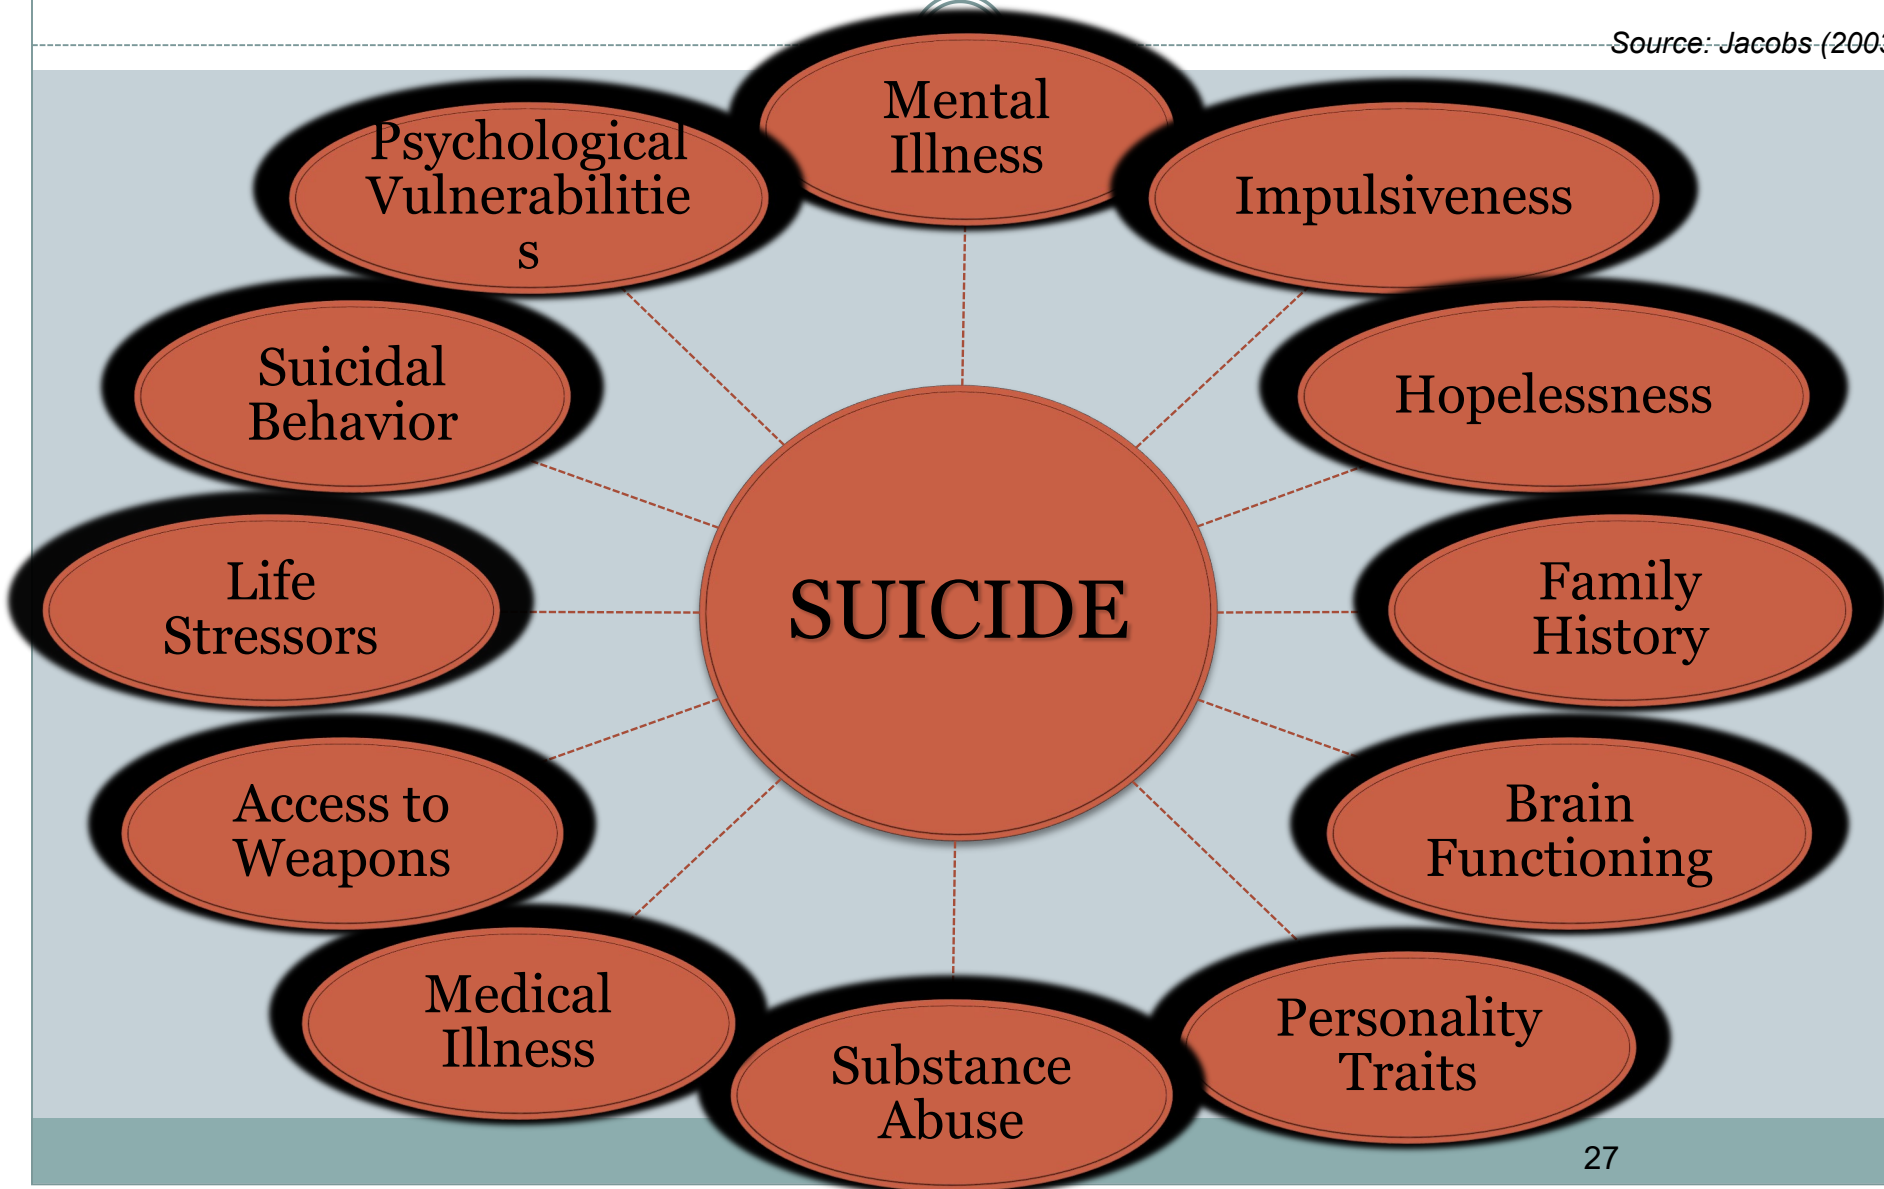 Source: Jacobs (2003
Mental
Illness
Psychological
Vulnerabilitie
s
Impulsiveness
Suicidal
Behavior
Hopelessness
Life
Stressors
SUICIDE
Family
History
Access to
Weapons
Brain
Functioning
Medical
Illness
Personality
Traits
Substance
Abuse
27